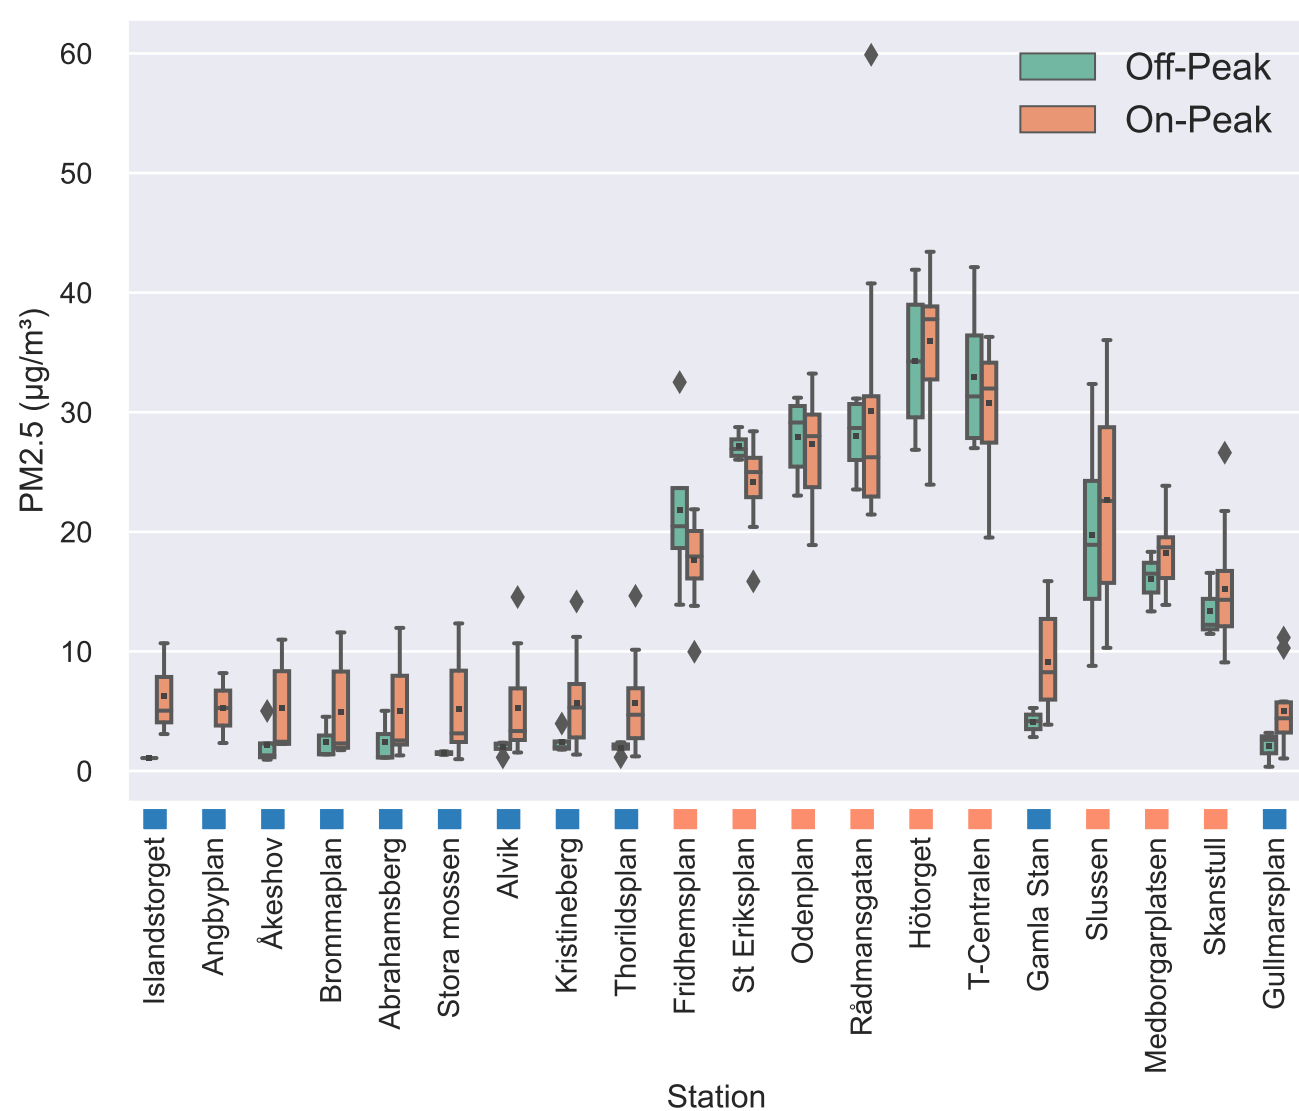 60
50
40
30
20
10
0
PM2.5 (µg/m³)
Off-Peak
On-Peak
Islandstorget
Angbyplan
Åkeshov
Brommaplan
Abrahamsberg
Stora mossen
Alvik
Kristineberg
Thorildsplan
Fridhemsplan
St Eriksplan
Odenplan
Rådmansgatan
Hötorget
T-Centralen
Gamla Stan
Slussen
Medborgarplatsen
Skanstull
Gullmarsplan
Station